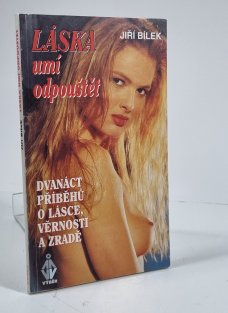 JIŘÍ BÍLEK
LÁSKA
umí
odpouštět
DVANÁCT
PŘÍBĚHŮ
O LÁSCE,
VĚRNOSTI
A ZRADĚ